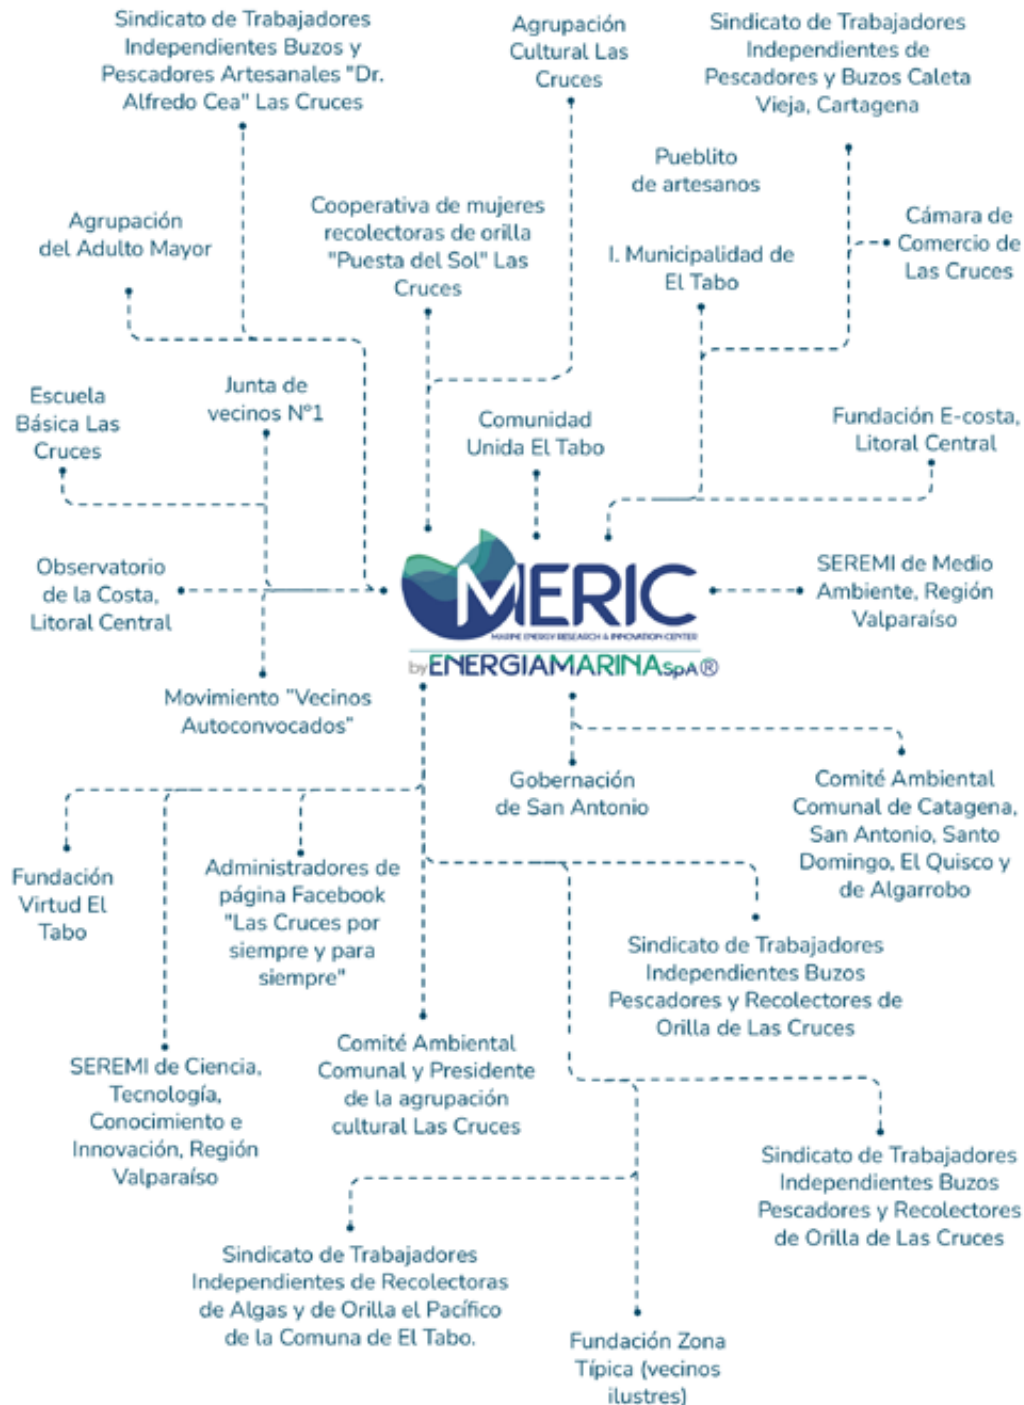 Sindicato de Trabajadores
Independientes Buzos y
Pescadores Artesanales "Dr.
Alfredo Cea" Las Cruces
Agrupación
Cultural Las
Cruces
Sindicato de Trabajadores
Independientes de
Pescadores y Buzos Caleta
Vieja, Cartagena
Pueblito
de artesanos
Agrupación
del Adulto Mayor
Cooperativa de mujeres
recolectoras de orilla
"Puesta del Sol" Las
Cruces
I. Municipalidad de
El Tabo
Cámara de
Comercio de
Las Cruces
Escuela
Básica Las
Cruces
Junta de
vecinos Nº1
Comunidad
Unida El Tabo
Fundación E-costa,
Litoral Central
Observatorio
de la Costa,
Litoral Central
MERIC
MARINE ENERGY RESEARCH & INNOVATION CENTER
by ENERGIAMARINA SpA®
SEREMI de Medio
Ambiente, Región
Valparaíso
Movimiento "Vecinos
Autoconvocados"
Gobernación
de San Antonio
Comité Ambiental
Comunal de Catagena,
San Antonio, Santo
Domingo, El Quisco y
de Algarrobo
Fundación
Virtud El
Tabo
Administradores de
página Facebook
"Las Cruces por
siempre y para
siempre"
Sindicato de Trabajadores
Independientes Buzos
Pescadores y Recolectores de
Orilla de Las Cruces
SEREMI de Ciencia,
Tecnología,
Conocimiento e
Innovación, Región
Valparaíso
Comité Ambiental
Comunal y Presidente
de la agrupación
cultural Las Cruces
Sindicato de Trabajadores
Independientes Buzos
Pescadores y Recolectores
de Orilla de Las Cruces
Sindicato de Trabajadores
Independientes de Recolectoras
de Algas y de Orilla el Pacífico
de la Comuna de El Tabo.
Fundación Zona
Típica (vecinos
ilustres)